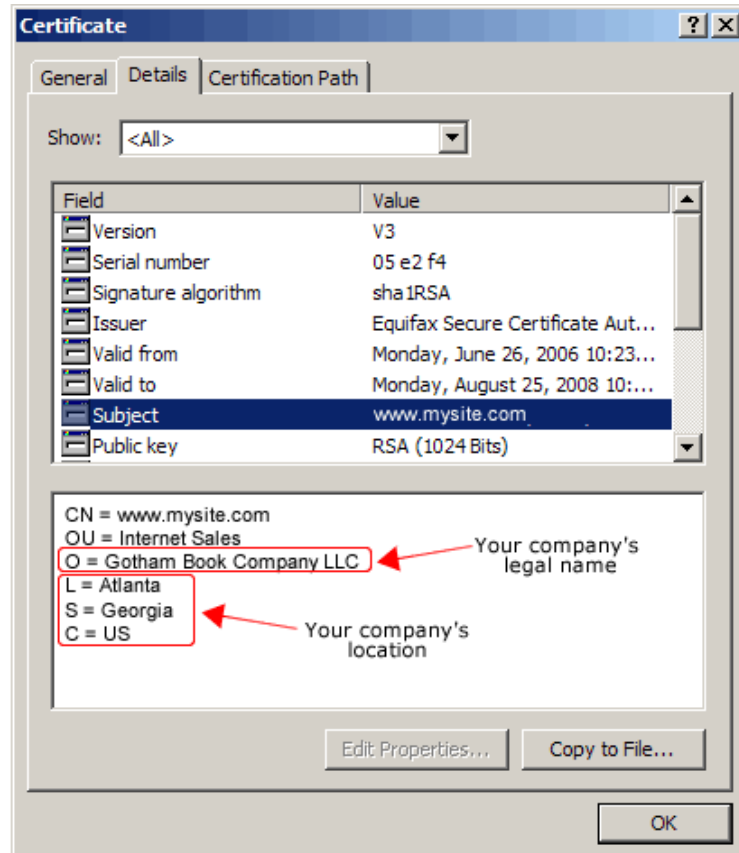 Certificate
General Details Certification Path
Show: <All>
Field Value
Version V3
Serial number 05 e2 f4
Signature algorithm sha1RSA
Issuer Equifax Secure Certificate Aut...
Valid from Monday, June 26, 2006 10:23...
Valid to Monday, August 25, 2008 10:...
Subject www.mysite.com
Public key RSA (1024 Bits)
CN = www.mysite.com
OU = Internet Sales
O = Gotham Book Company LLC
Your company's
legal name
L = Atlanta
S = Georgia
C = US
Your company's
location
Edit Properties... Copy to File...
OK